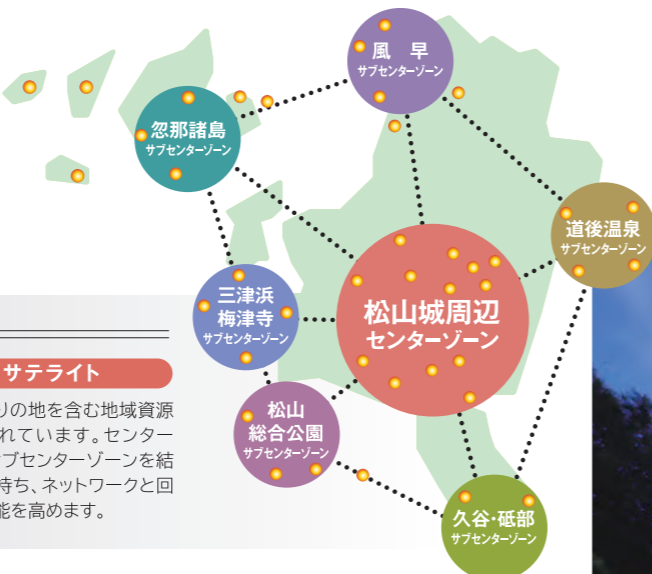 風 早
サブセンターゾーン
忽那諸島
サブセンターゾーン
道後温泉
サブセンターゾーン
松山城周辺
センターゾーン
三津浜
梅津寺
サブセンターゾーン
松山
総合公園
サブセンターゾーン
久谷・砥部
サブセンターゾーン
サテライト
りの地を含む地域資源
れています。センター
ブセンターゾーンを結
持ち、ネットワークと回
能を高めます。